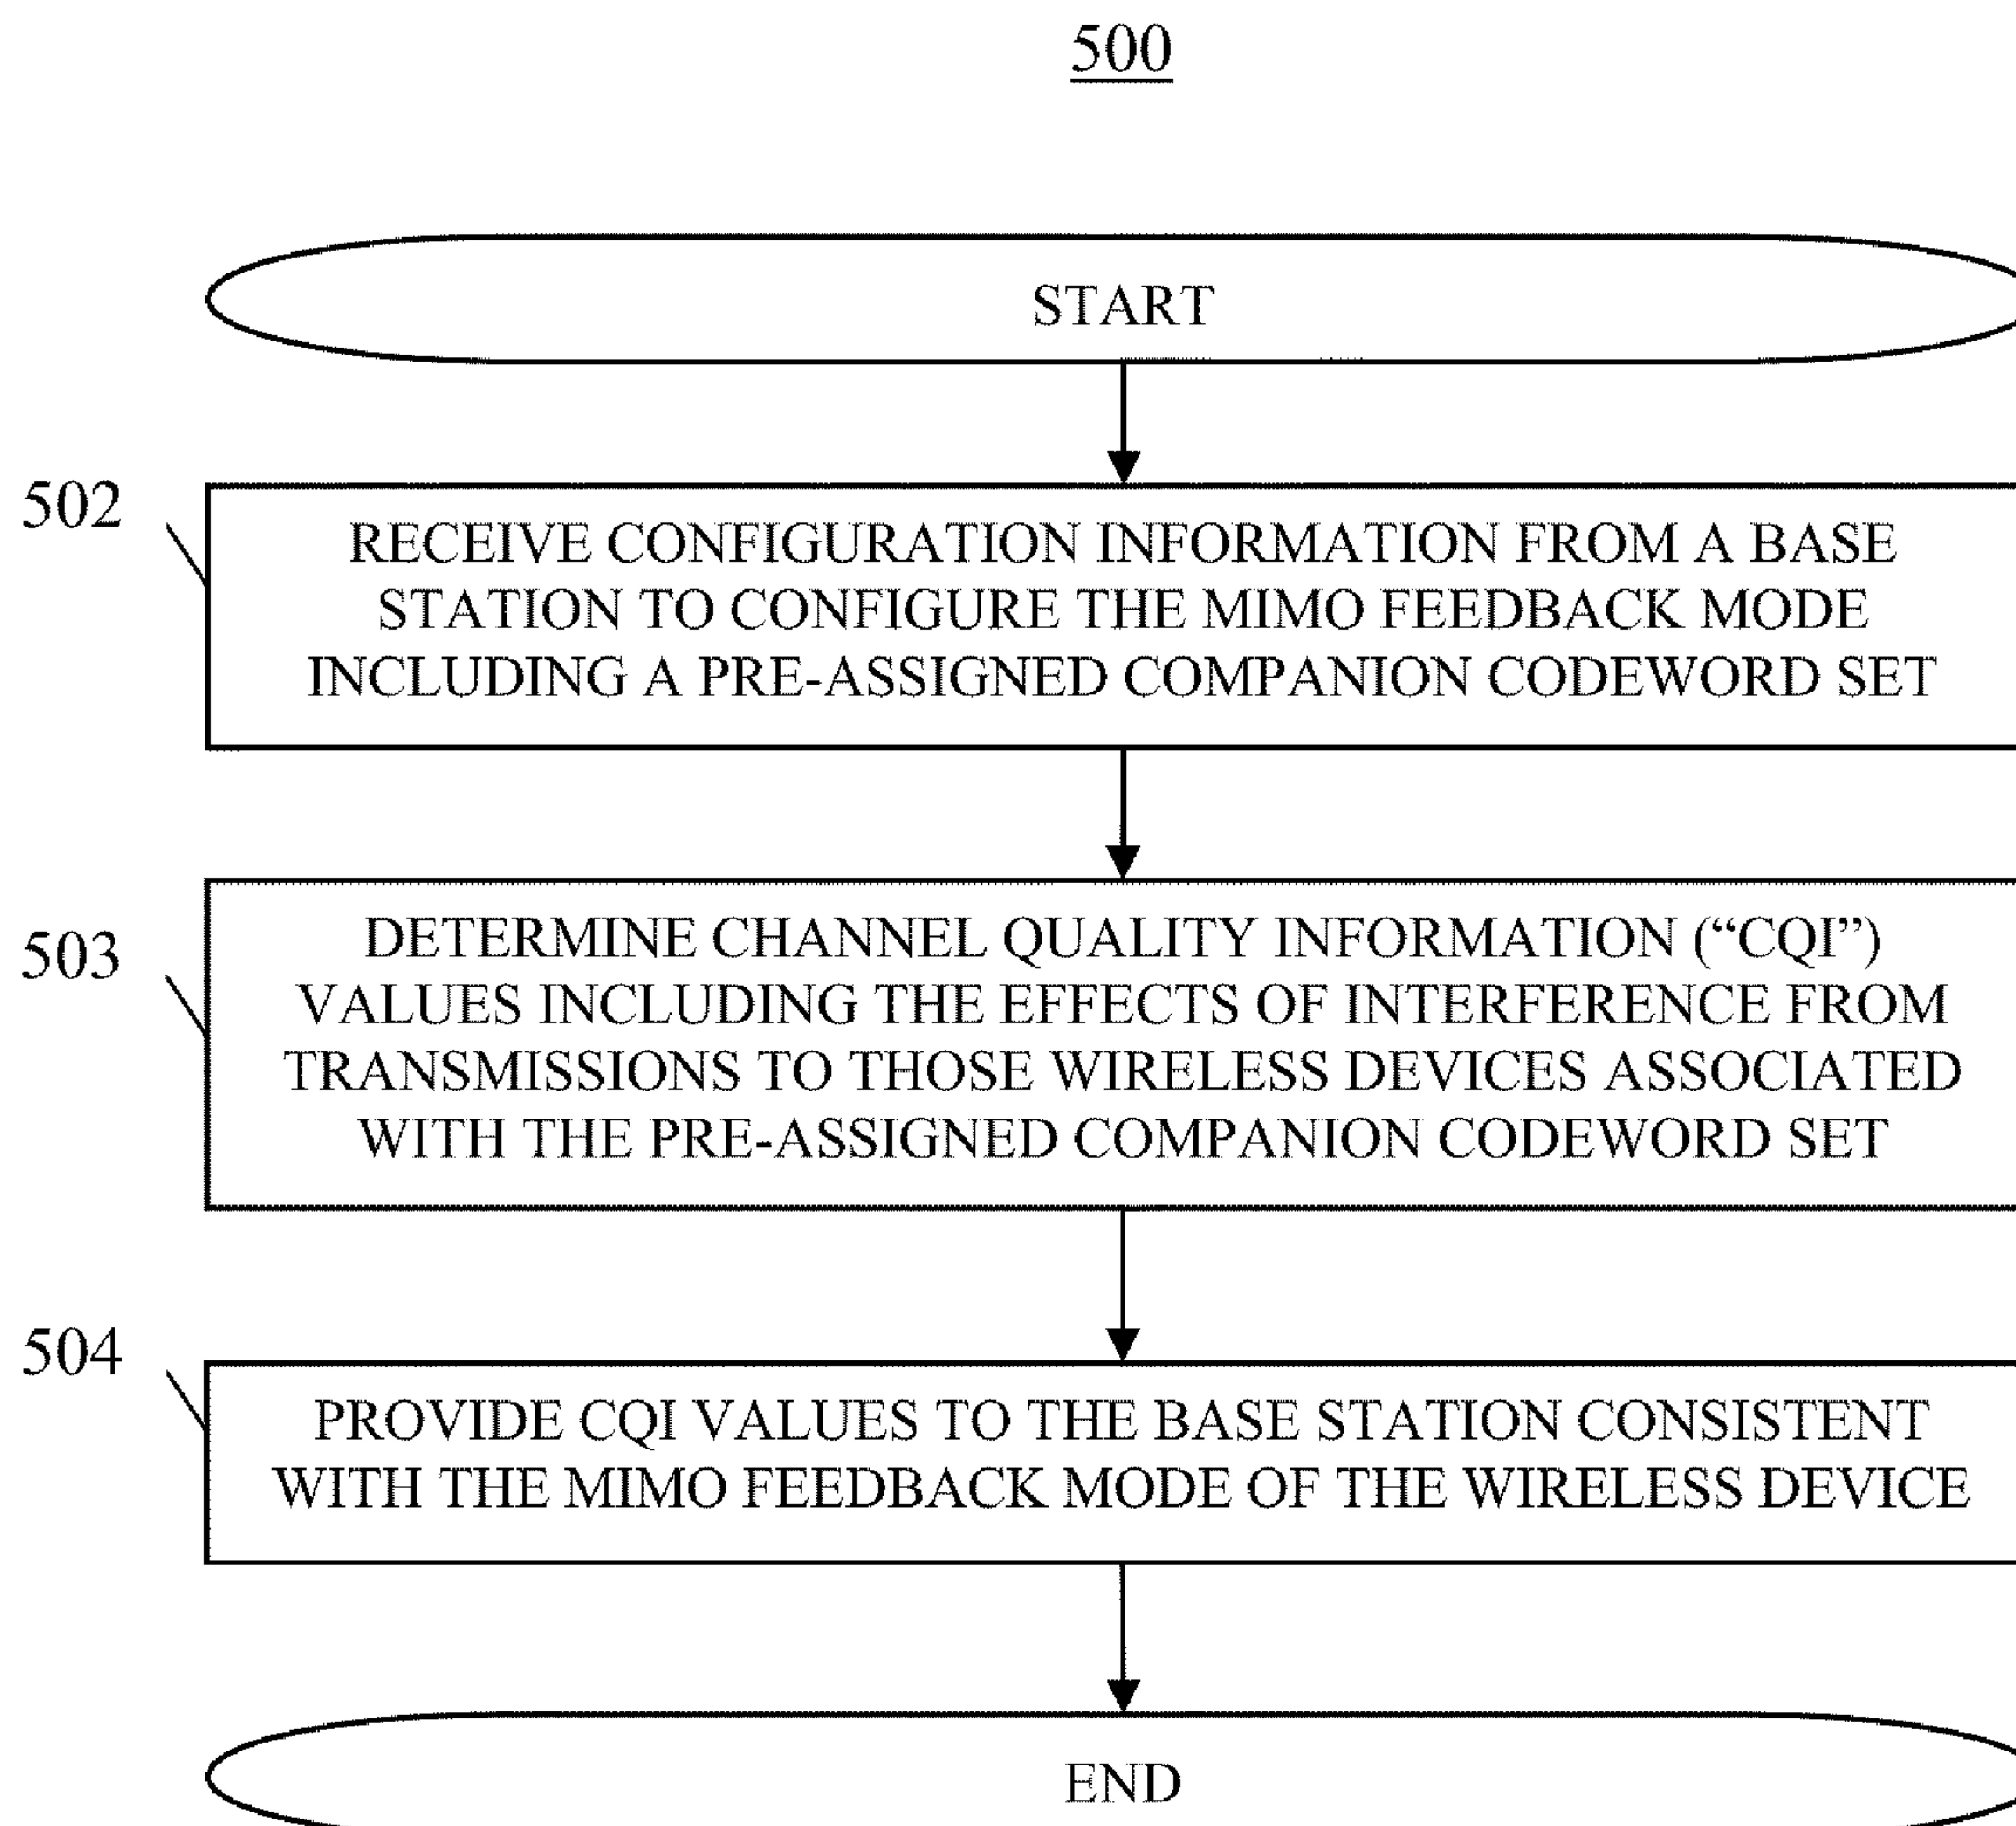 500
START
502
RECEIVE CONFIGURATION INFORMATION FROM A BASE
STATION TO CONFIGURE THE MIMO FEEDBACK MODE
INCLUDING A PRE-ASSIGNED COMPANION CODEWORD SET
503
DETERMINE CHANNEL QUALITY INFORMATION (“CQI”)
VALUES INCLUDING THE EFFECTS OF INTERFERENCE FROM
TRANSMISSIONS TO THOSE WIRELESS DEVICES ASSOCIATED
WITH THE PRE-ASSIGNED COMPANION CODEWORD SET
504
PROVIDE CQI VALUES TO THE BASE STATION CONSISTENT
WITH THE MIMO FEEDBACK MODE OF THE WIRELESS DEVICE
END